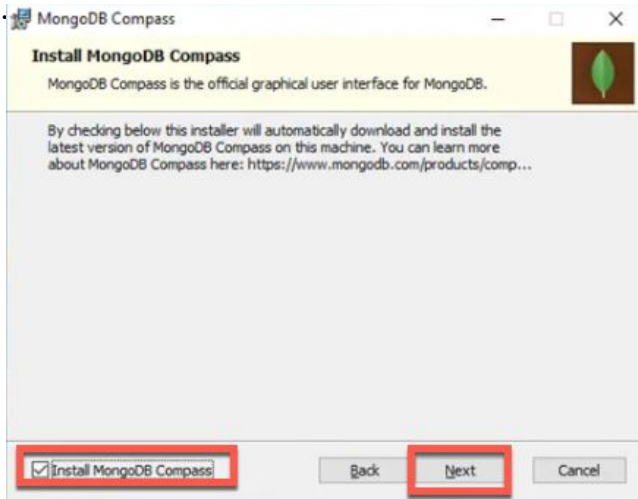 MongoDB Compass
Install MongoDB Compass
MongoDB Compass is the official graphical user interface for MongoDB.
By checking below this installer will automatically download and install the
latest version of MongoDB Compass on this machine. You can learn more
about MongoDB Compass here: https://www.mongodb.com/products/comp...
Install MongoDB Compass
Back
Next
Cancel